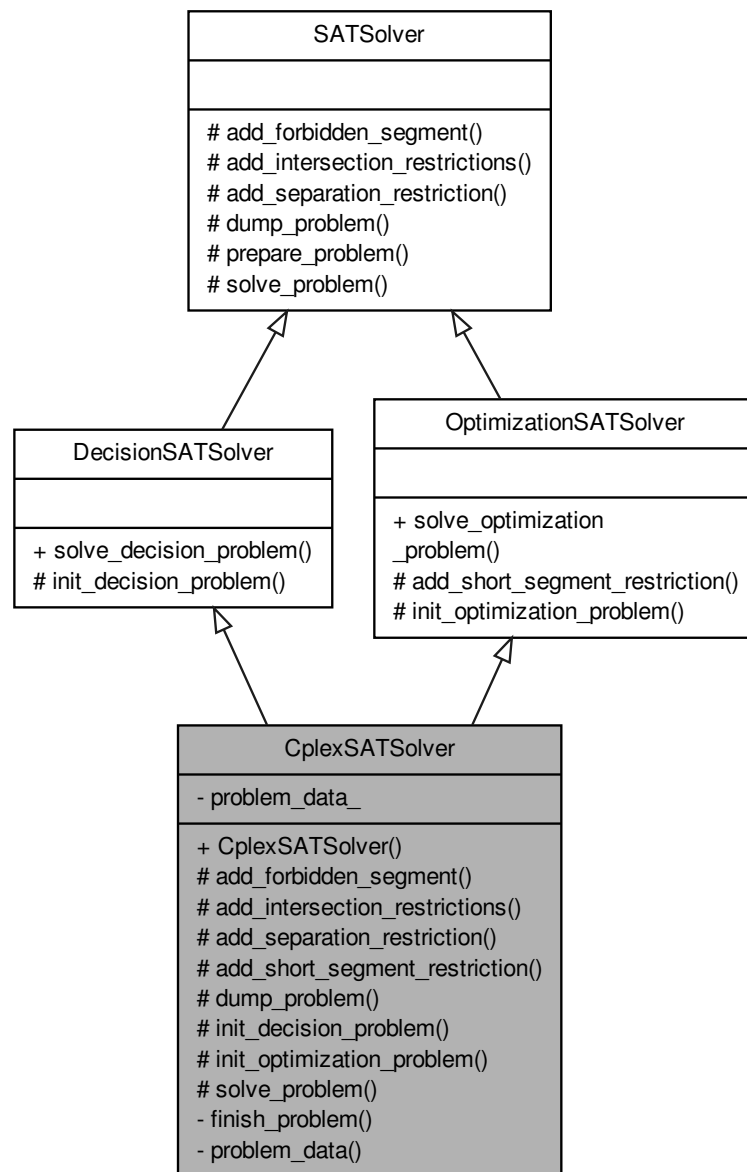 SATSolver
# add_forbidden_segment()
# add_intersection_restrictions()
# add_separation_restriction()
# dump_problem()
# prepare_problem()
# solve_problem()
DecisionSATSolver
+ solve_decision_problem()
# init_decision_problem()
OptimizationSATSolver
+ solve_optimization
_problem()
# add_short_segment_restriction()
# init_optimization_problem()
CplexSATSolver
- problem_data_
+ CplexSATSolver()
# add_forbidden_segment()
# add_intersection_restrictions()
# add_separation_restriction()
# add_short_segment_restriction()
# dump_problem()
# init_decision_problem()
# init_optimization_problem()
# solve_problem()
- finish_problem()
- problem_data()